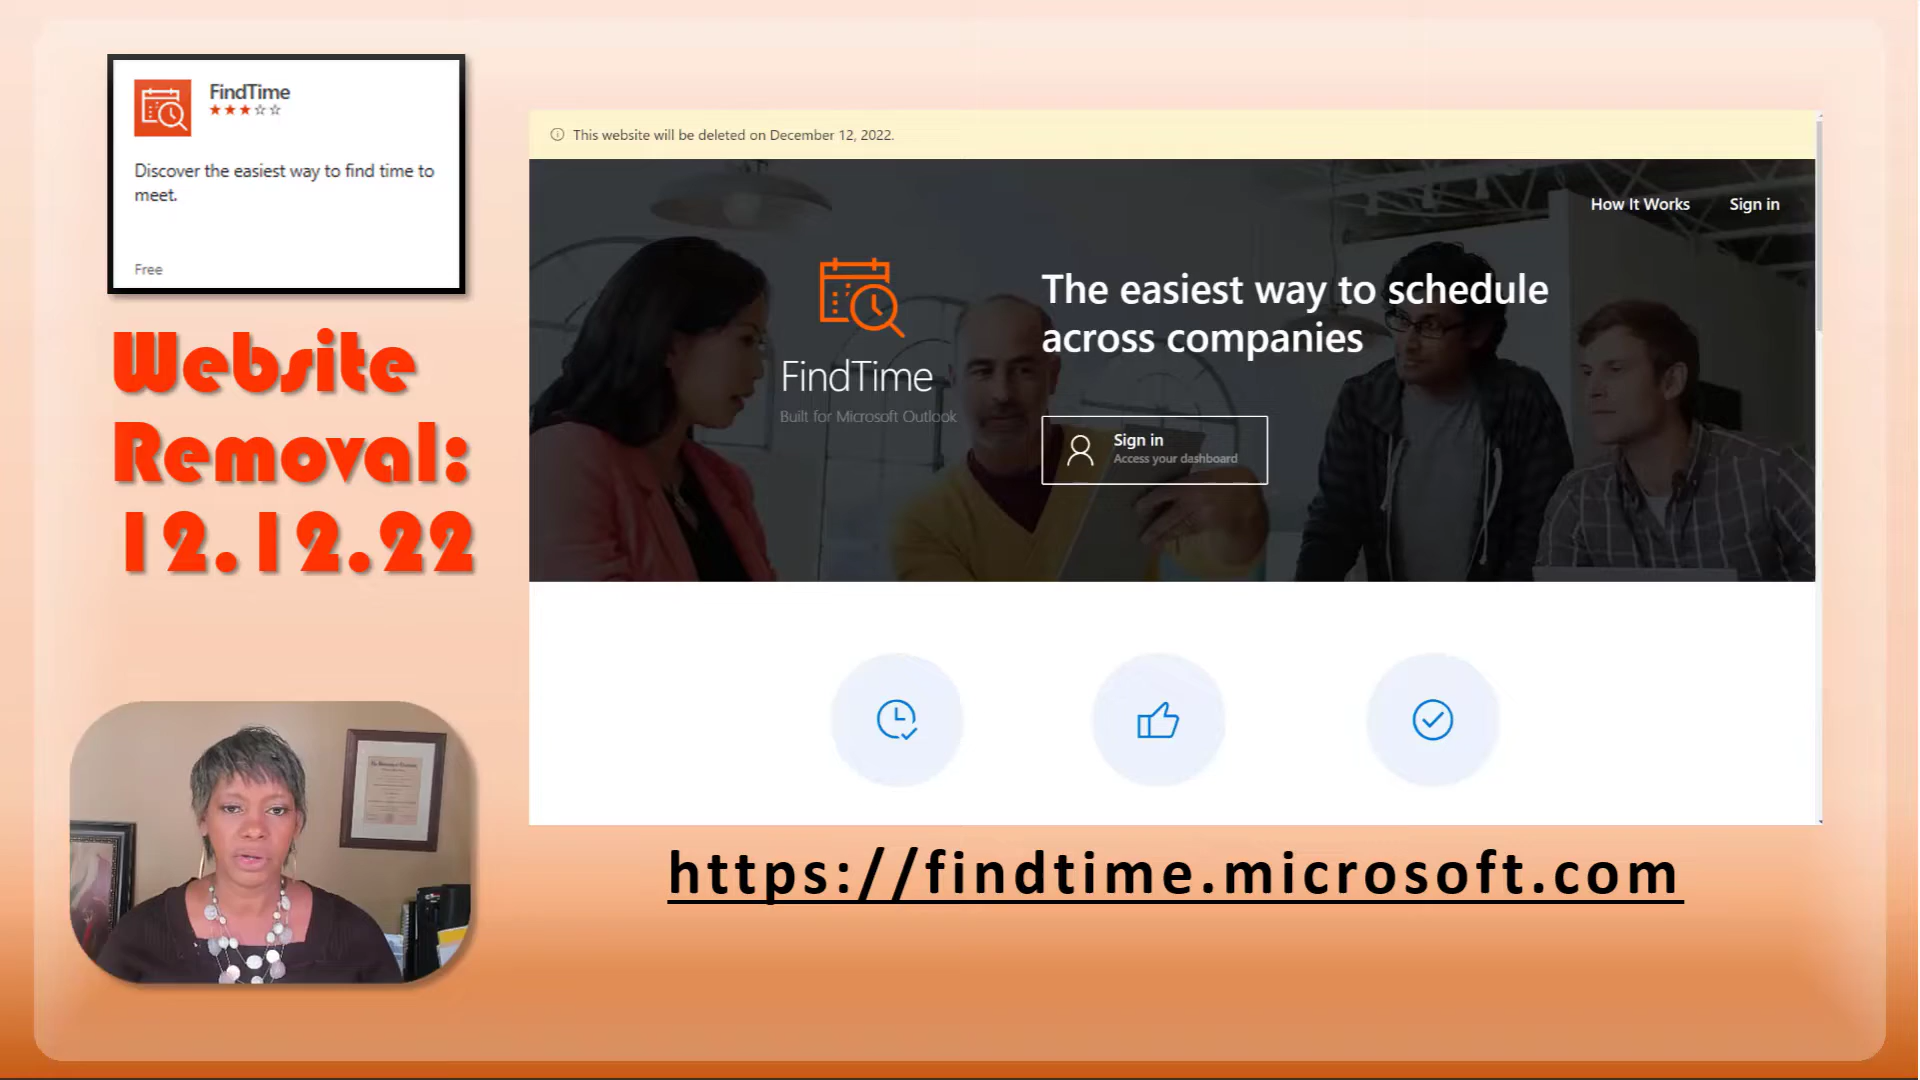 FindTime
Discover the easiest way to find time to
meet.
Free
Website
Removal:
12.12.22
This website will be deleted on December 12, 2022.
How It Works
Sign in
FindTime
Built for Microsoft Outlook
The easiest way to schedule
across companies
Sign in
Access your dashboard
https://findtime.microsoft.com